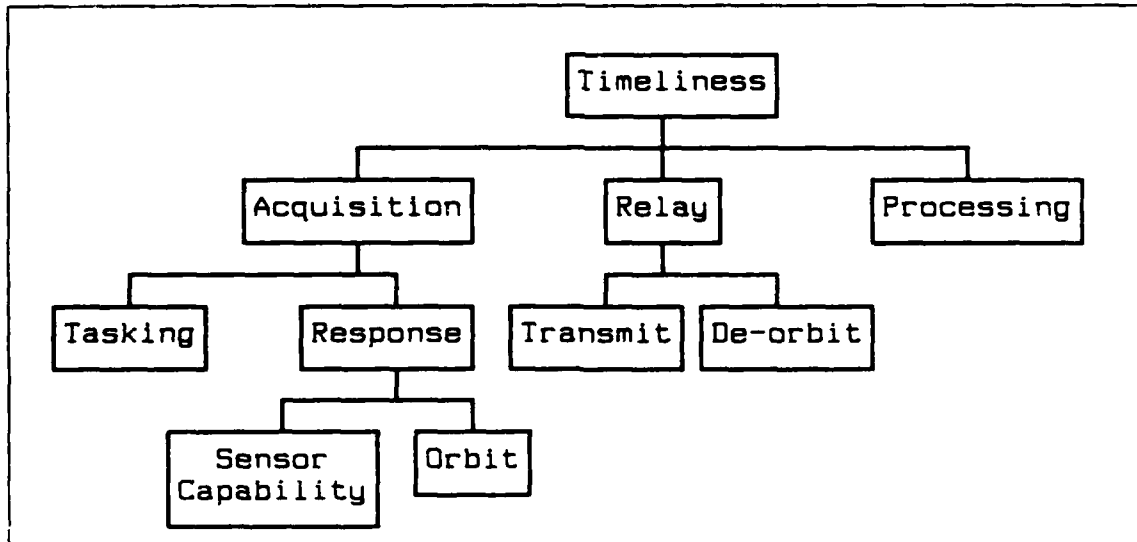 Timeliness
Acquisition
Relay
Processing
Tasking
Response
Transmit
De-orbit
Sensor
Capability
Orbit